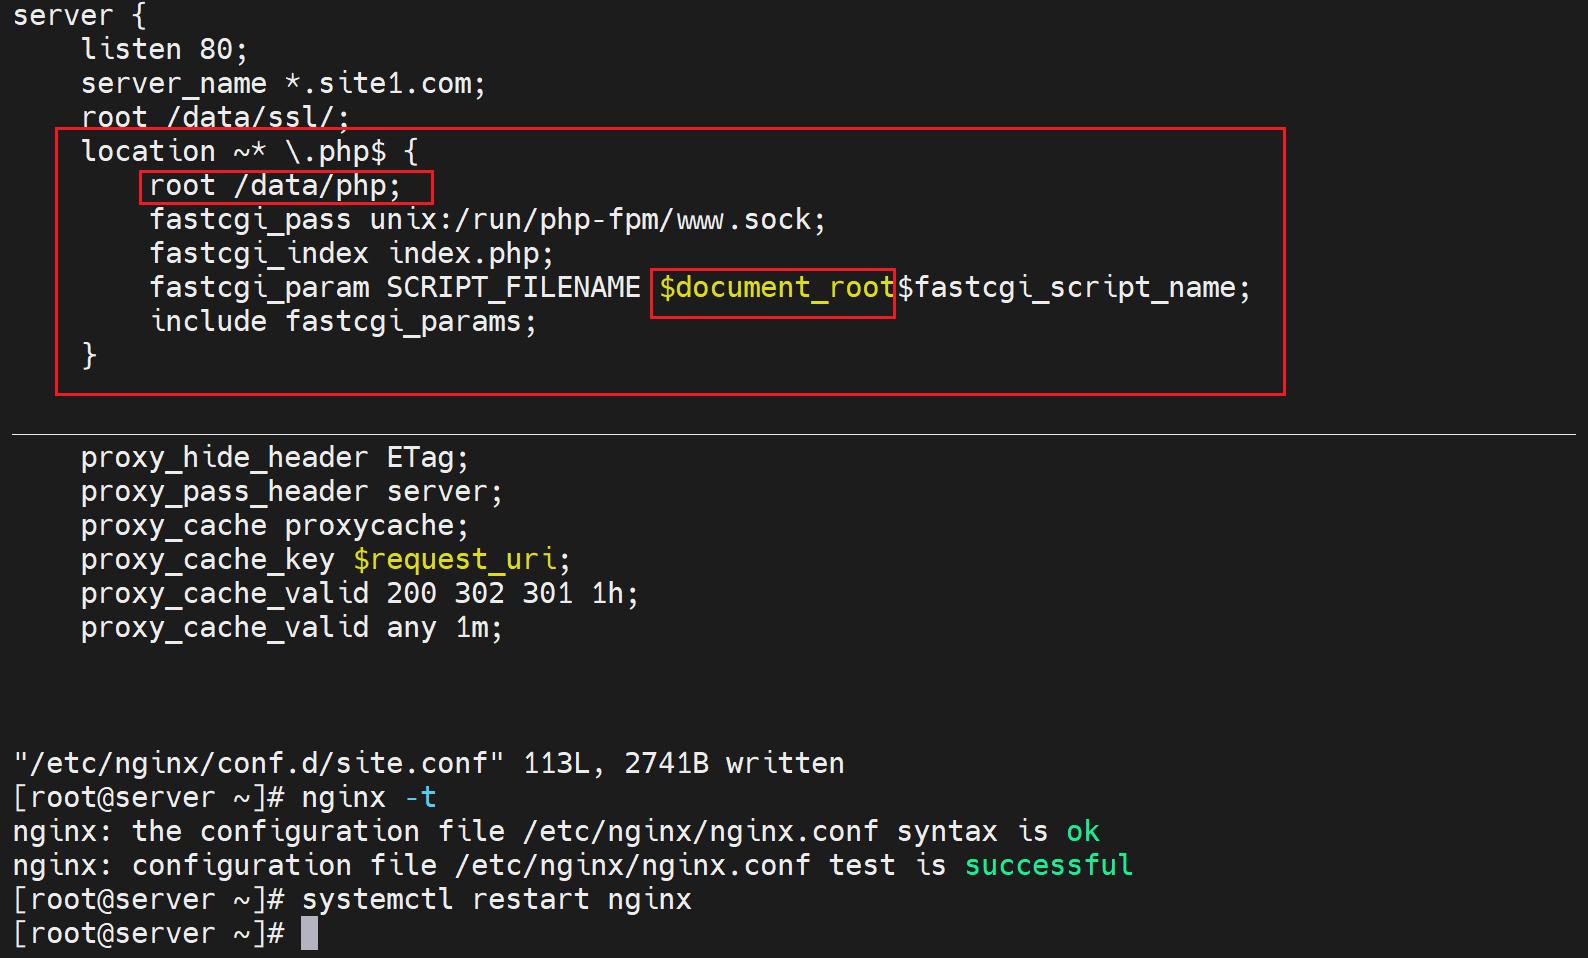 server {
    listen 80;
    server_name *.site1.com;
    root /data/ssl/;
    location ~* \.php$ {
        root /data/php;
        fastcgi_pass unix:/run/php-fpm/www.sock;
        fastcgi_index index.php;
        fastcgi_param SCRIPT_FILENAME $document_root$fastcgi_script_name;
        include fastcgi_params;
    }
    proxy_hide_header ETag;
    proxy_pass_header server;
    proxy_cache proxycache;
    proxy_cache_key $request_uri;
    proxy_cache_valid 200 302 301 1h;
    proxy_cache_valid any 1m;
"/etc/nginx/conf.d/site.conf" 113L, 2741B written
[root@server ~]# nginx -t
nginx: the configuration file /etc/nginx/nginx.conf syntax is ok
nginx: configuration file /etc/nginx/nginx.conf test is successful
[root@server ~]# systemctl restart nginx
[root@server ~]#